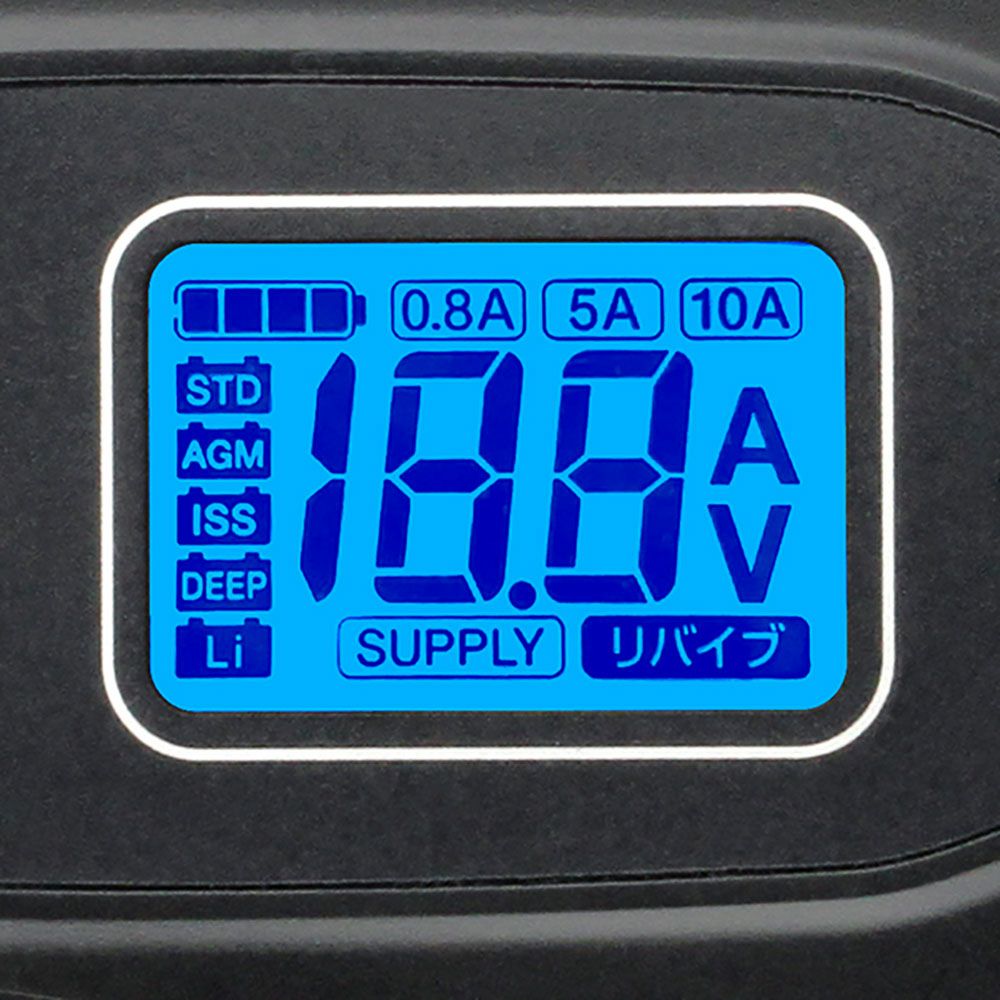 0.8A 5A 10A
STD
AGM
ISS
DEEP
Li
18.8 A V
SUPPLY リバイブ